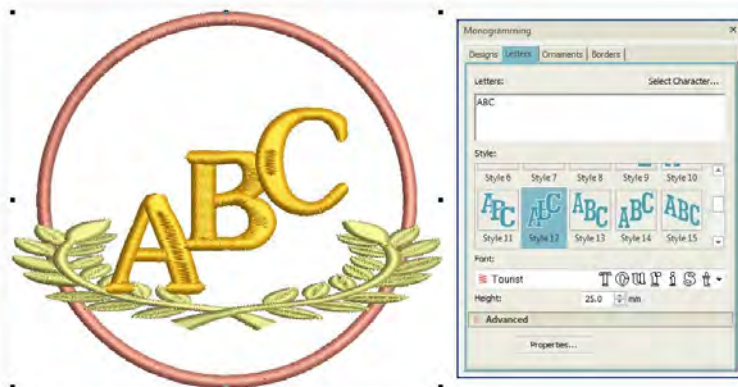 ABC
Monogramming
Designs Letters Ornaments Borders
Letters: Select Character...
ABC
Style:
Style 6 Style 7 Style 8 Style 9 Style 10
ABC ABC ABC ABC ABC
Style 11 Style 12 Style 13 Style 14 Style 15
Font:
Tourist Tourist
Height: 25.0 mm
Advanced
Properties...